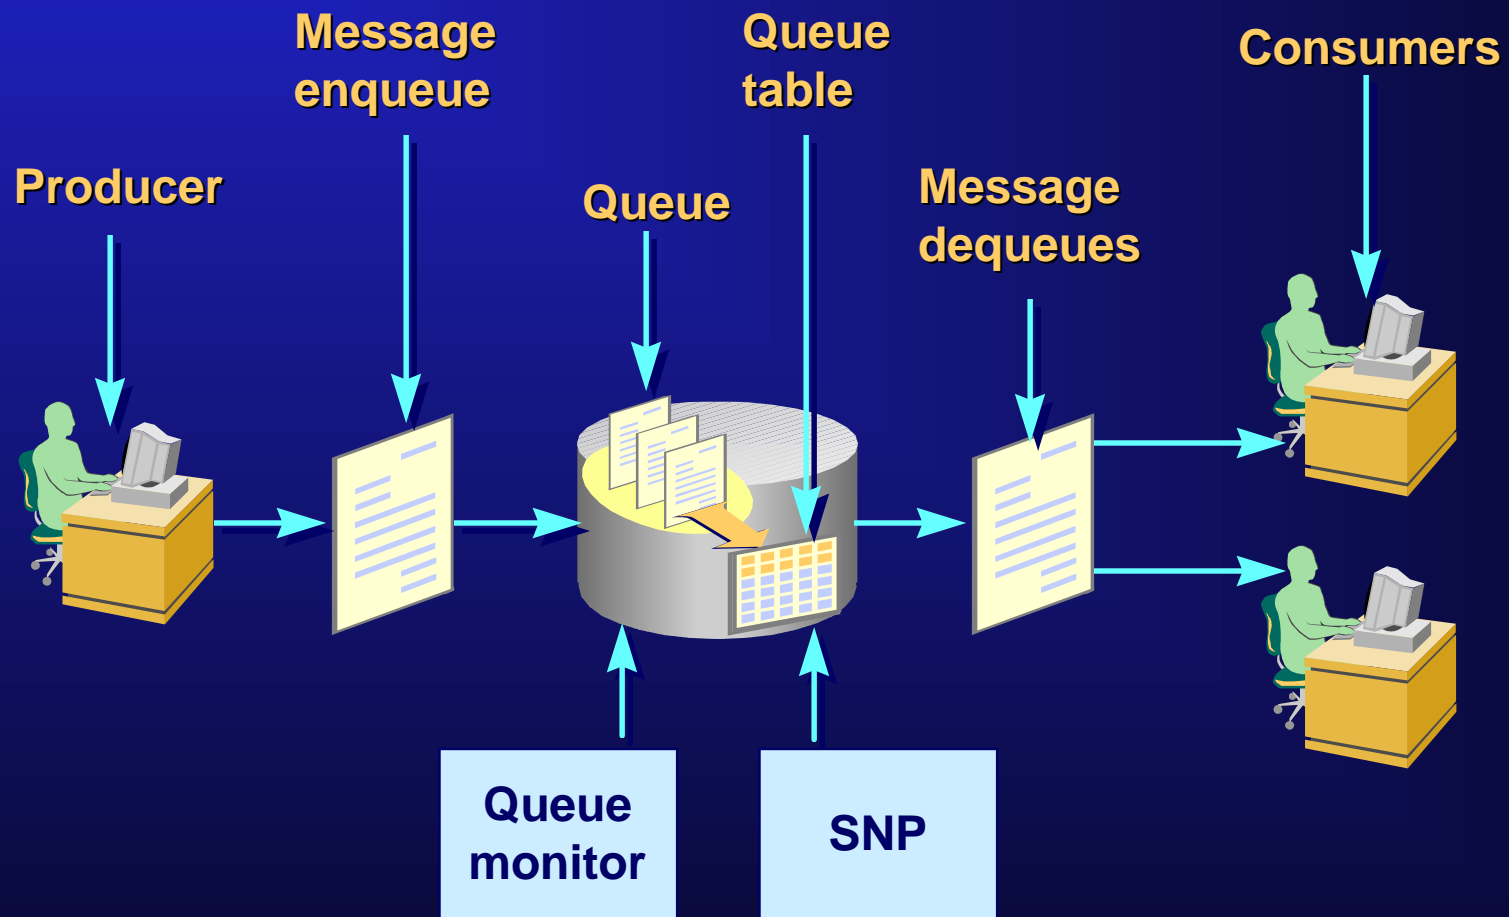 Message
enqueue
Queue
table
Consumers
Producer
Queue
Message
dequeues
Queue
monitor
SNP